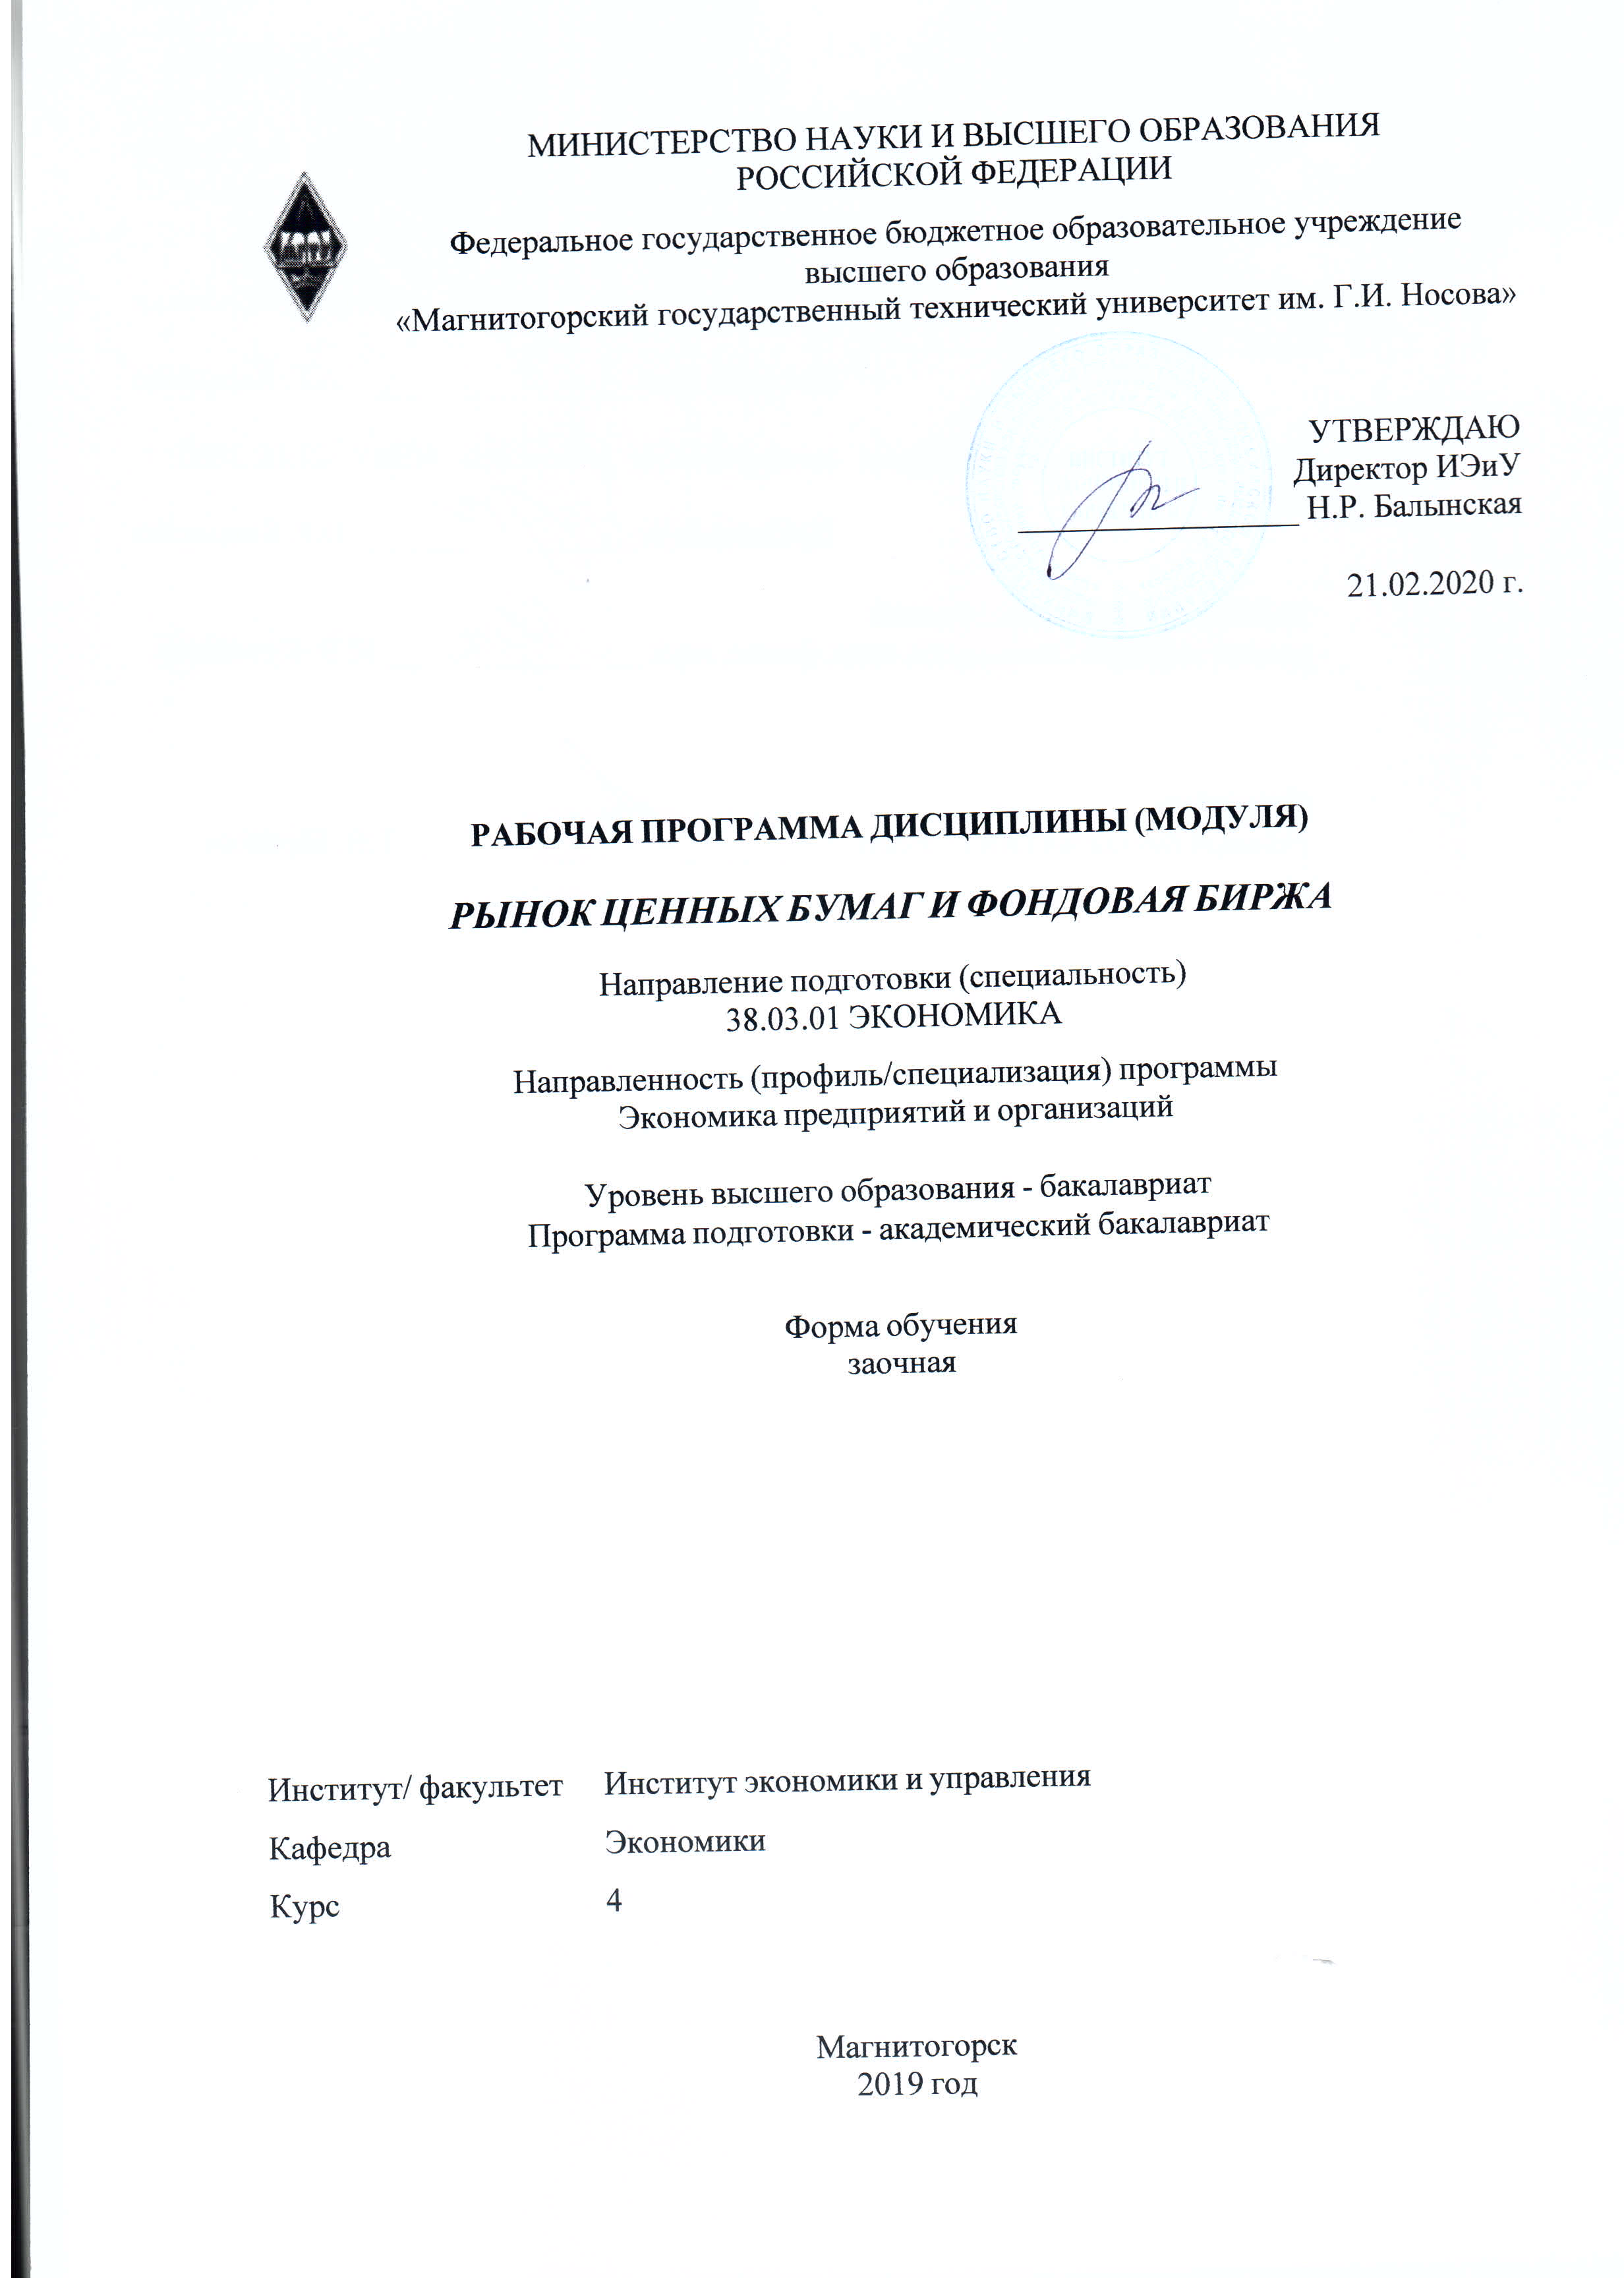 МИНИСТЕРСТВО НАУКИ И ВЫСШЕГО ОБРАЗОВАНИЯ
РОССИЙСКОЙ ФЕДЕРАЦИИ
Федеральное государственное бюджетное образовательное учреждение
высшего образования
«Магнитогорский государственный технический университет им. Г.И. Носова»
УТВЕРЖДАЮ
Директор ИЭиУ
Н.Р. Балынская
21.02.2020 г.
РАБОЧАЯ ПРОГРАММА ДИСЦИПЛИНЫ (МОДУЛЯ)
РЫНОК ЦЕННЫХ БУМАГ И ФОНДОВАЯ БИРЖА
Направление подготовки (специальность)
38.03.01 ЭКОНОМИКА
Направленность (профиль/специализация) программы
Экономика предприятий и организаций
Уровень высшего образования - бакалавриат
Программа подготовки - академический бакалавриат
Форма обучения
заочная
Институт/ факультет Институт экономики и управления
Кафедра Экономики
Курс 4
Магнитогорск
2019 год